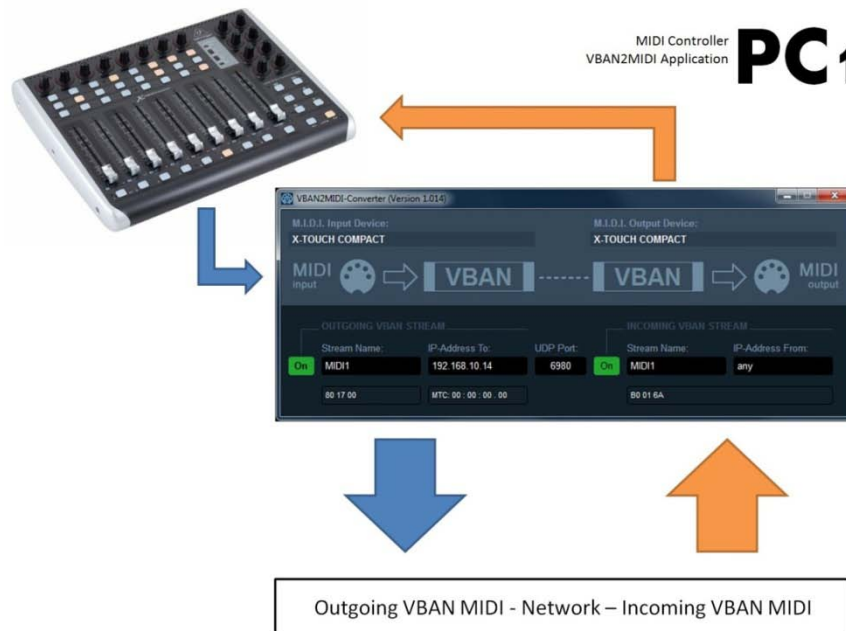 MIDI Controller
VBAN2MIDI Application
PC1
VBAN2MIDI-Converter (Version 1.014)
M.I.D.I. Input Device:
M.I.D.I. Output Device:
X-TOUCH COMPACT
X-TOUCH COMPACT
MIDI
input
VBAN
VBAN
MIDI
output
OUTGOING VBAN STREAM
INCOMING VBAN STREAM
Stream Name:
IP-Address To:
UDP Port:
Stream Name:
IP-Address From:
On
MIDI1
192.168.10.14
6980
On
MIDI1
any
80 17 00
MTC: 00 : 00 : 00 . 00
B0 01 6A
Outgoing VBAN MIDI - Network – Incoming VBAN MIDI